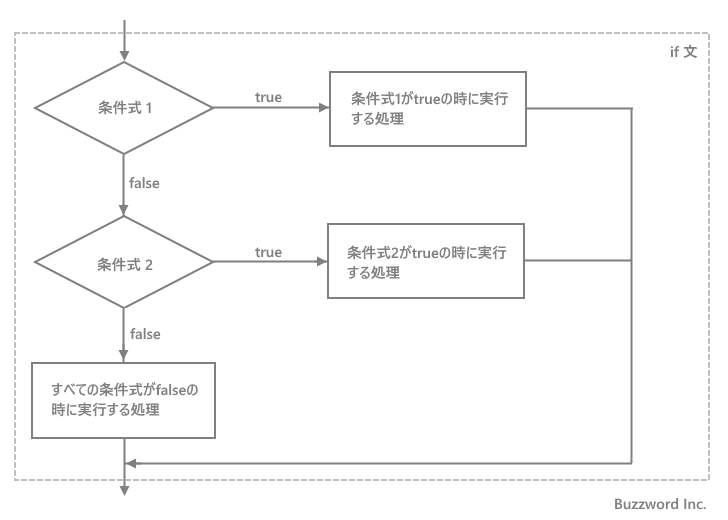 if 文
条件式 1
true
条件式1がtrueの時に実行
する処理
false
条件式 2
true
条件式2がtrueの時に実行
する処理
false
すべての条件式がfalseの
時に実行する処理
Buzzword Inc.